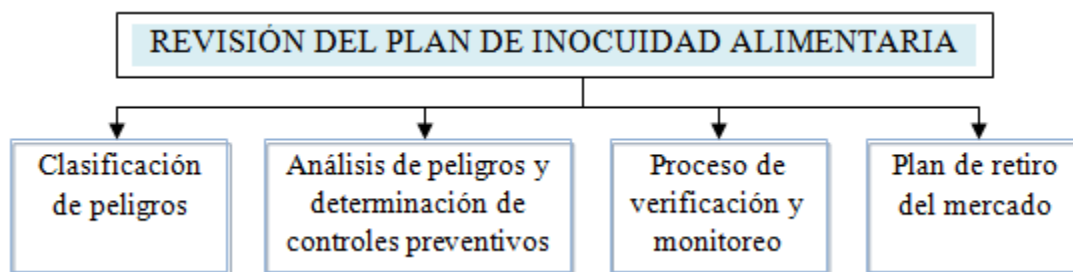 REVISIÓN DEL PLAN DE INOCUIDAD ALIMENTARIA
Clasificación
de peligros
Análisis de peligros y
determinación de
controles preventivos
Proceso de
verificación y
monitoreo
Plan de retiro
del mercado